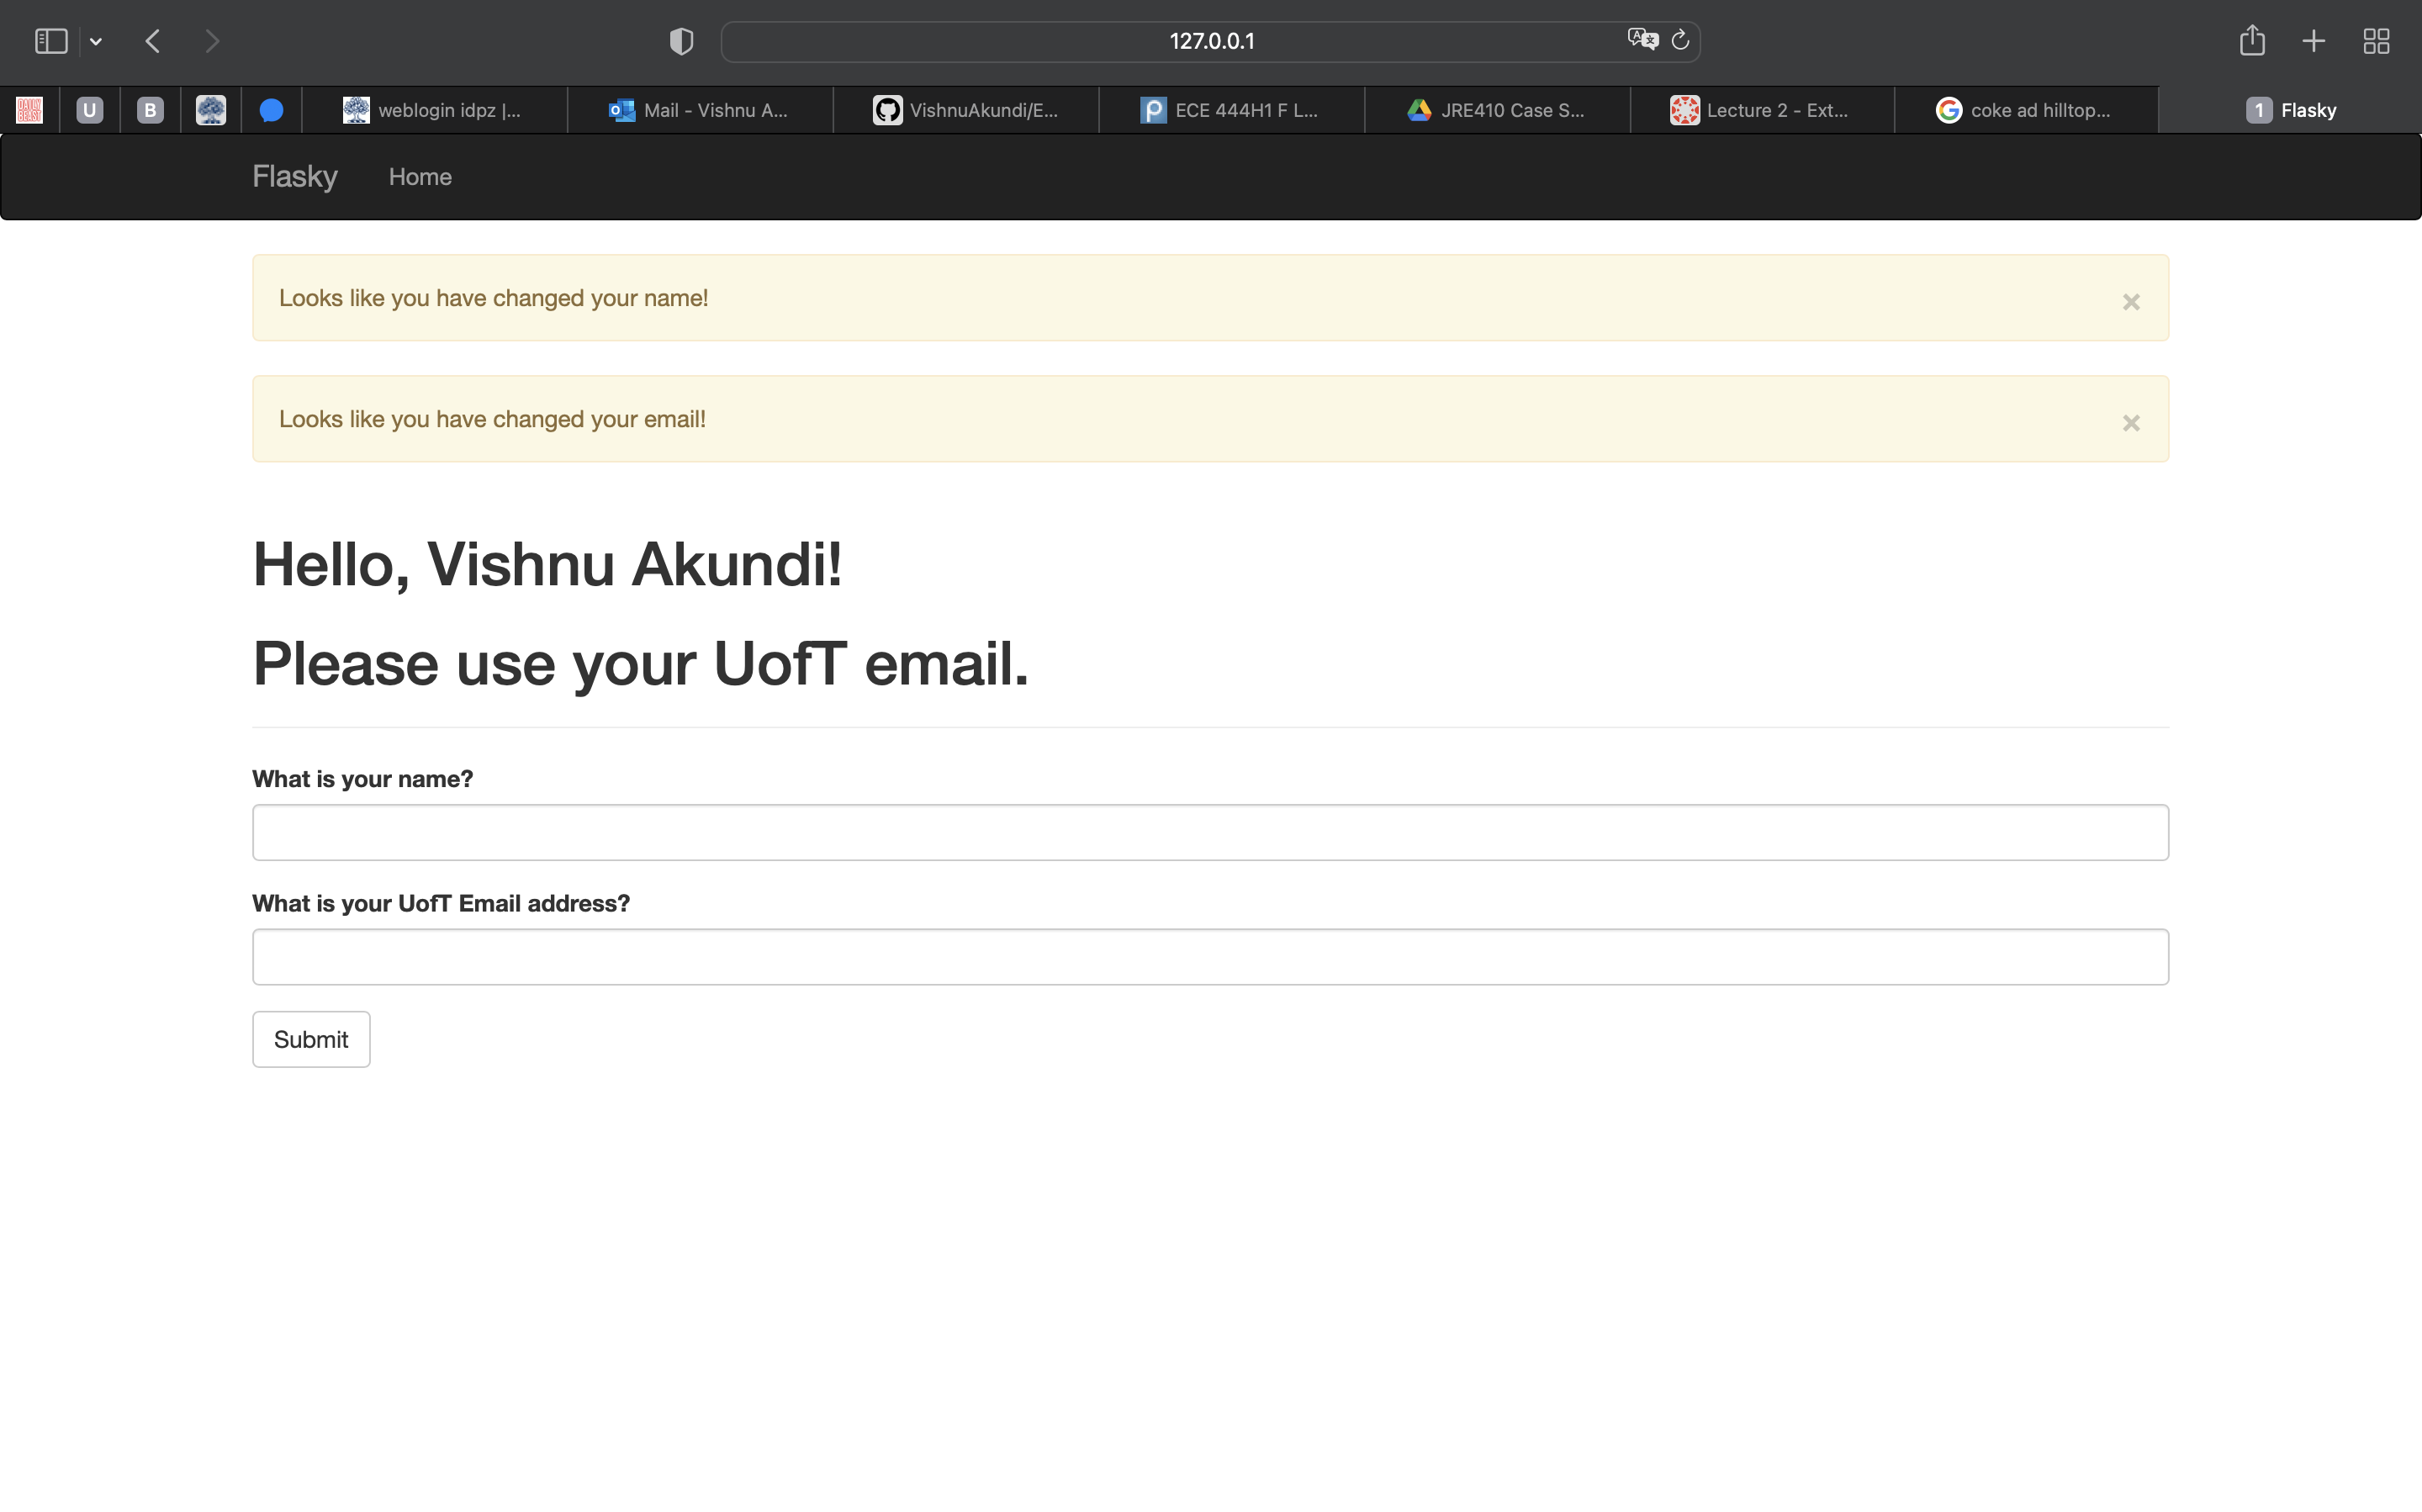 127.0.0.1
DAILY BEAST
U
B
weblogin idpz |...
Mail - Vishnu A...
VishnuAkundi/E...
ECE 444H1 F L...
JRE410 Case S...
Lecture 2 - Ext...
coke ad hilltop...
1 Flasky
Flasky Home
Looks like you have changed your name! ×
Looks like you have changed your email! ×
Hello, Vishnu Akundi!
Please use your UofT email.
What is your name?
What is your UofT Email address?
Submit